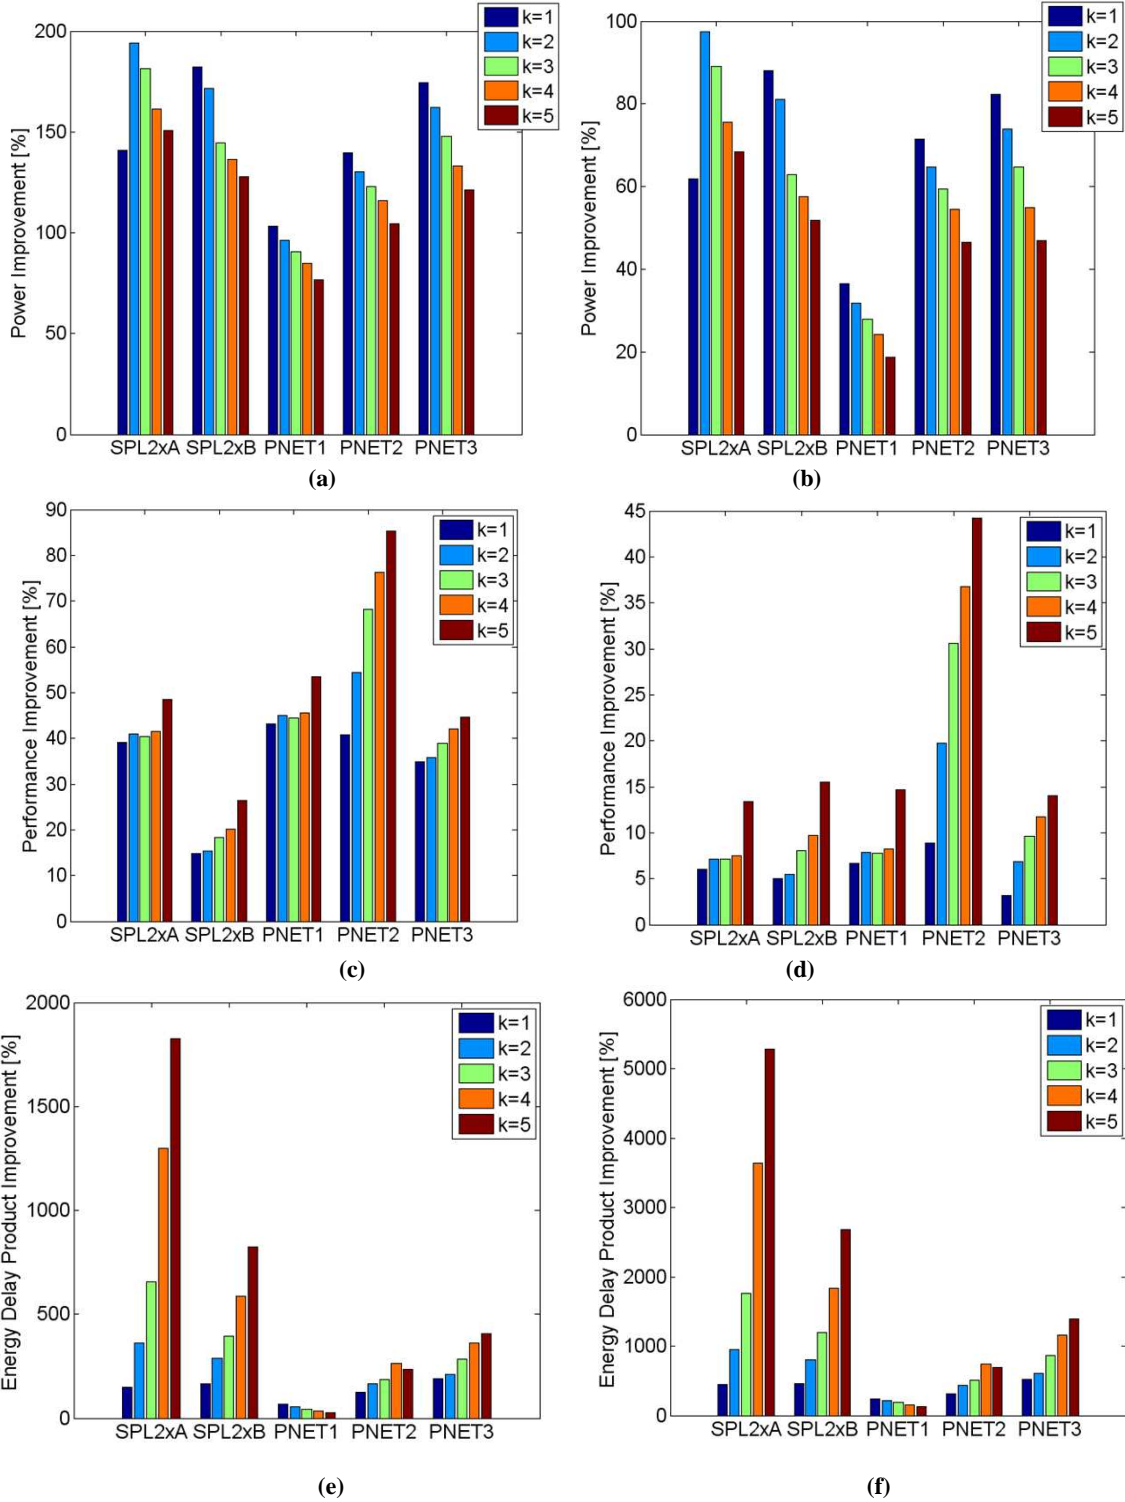 Power Improvement [%]
200
150
100
50
0
SPL2xA SPL2xB PNET1 PNET2 PNET3
k=1
k=2
k=3
k=4
k=5
(a)
Power Improvement [%]
100
80
60
40
20
0
SPL2xA SPL2xB PNET1 PNET2 PNET3
k=1
k=2
k=3
k=4
k=5
(b)
Performance Improvement [%]
90
80
70
60
50
40
30
20
10
0
SPL2xA SPL2xB PNET1 PNET2 PNET3
k=1
k=2
k=3
k=4
k=5
(c)
Performance Improvement [%]
45
40
35
30
25
20
15
10
5
0
SPL2xA SPL2xB PNET1 PNET2 PNET3
k=1
k=2
k=3
k=4
k=5
(d)
Energy Delay Product Improvement [%]
2000
1500
1000
500
0
SPL2xA SPL2xB PNET1 PNET2 PNET3
k=1
k=2
k=3
k=4
k=5
(e)
Energy Delay Product Improvement [%]
6000
5000
4000
3000
2000
1000
0
SPL2xA SPL2xB PNET1 PNET2 PNET3
k=1
k=2
k=3
k=4
k=5
(f)